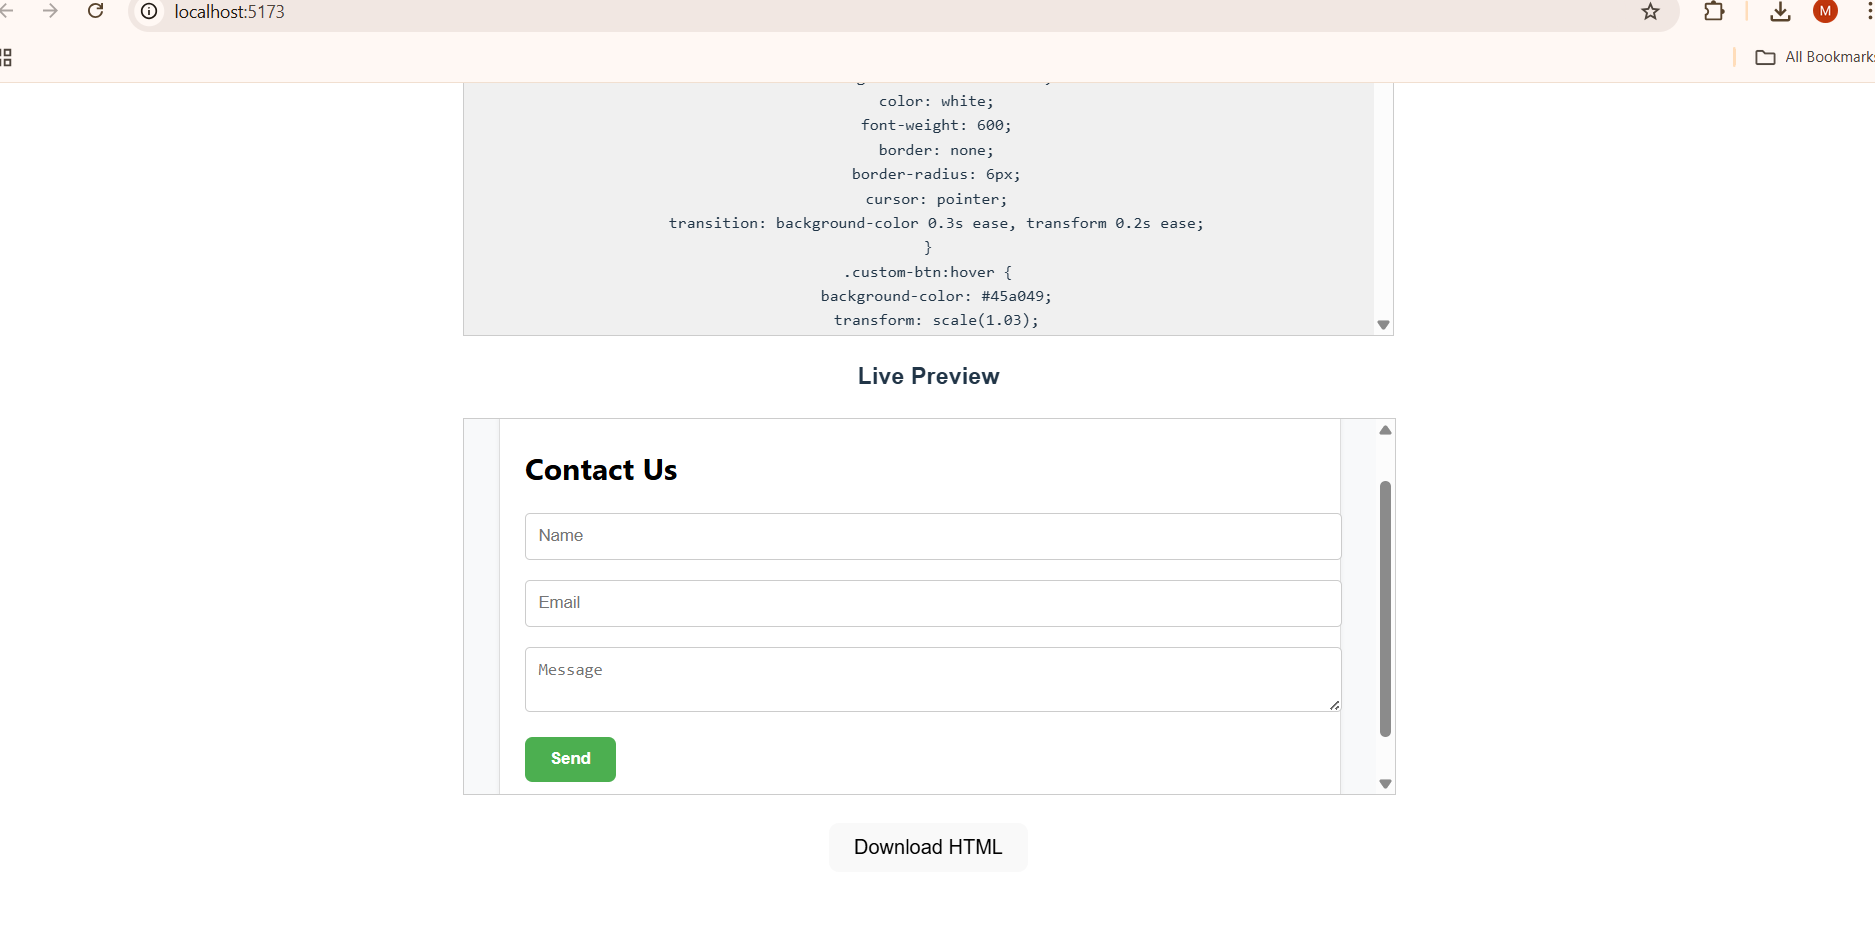 localhost:5173
M
All Bookmarks
color: white;
font-weight: 600;
border: none;
border-radius: 6px;
cursor: pointer;
transition: background-color 0.3s ease, transform 0.2s ease;
}
.custom-btn:hover {
background-color: #45a049;
transform: scale(1.03);
Live Preview
Contact Us
Name
Email
Message
Send
Download HTML